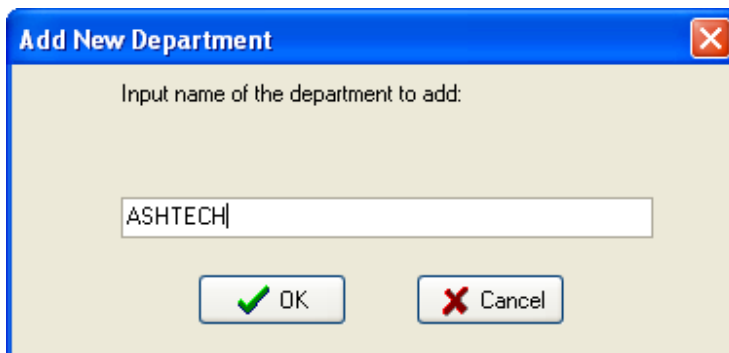 Add New Department
Input name of the department to add:
ASHTECH
OK
Cancel